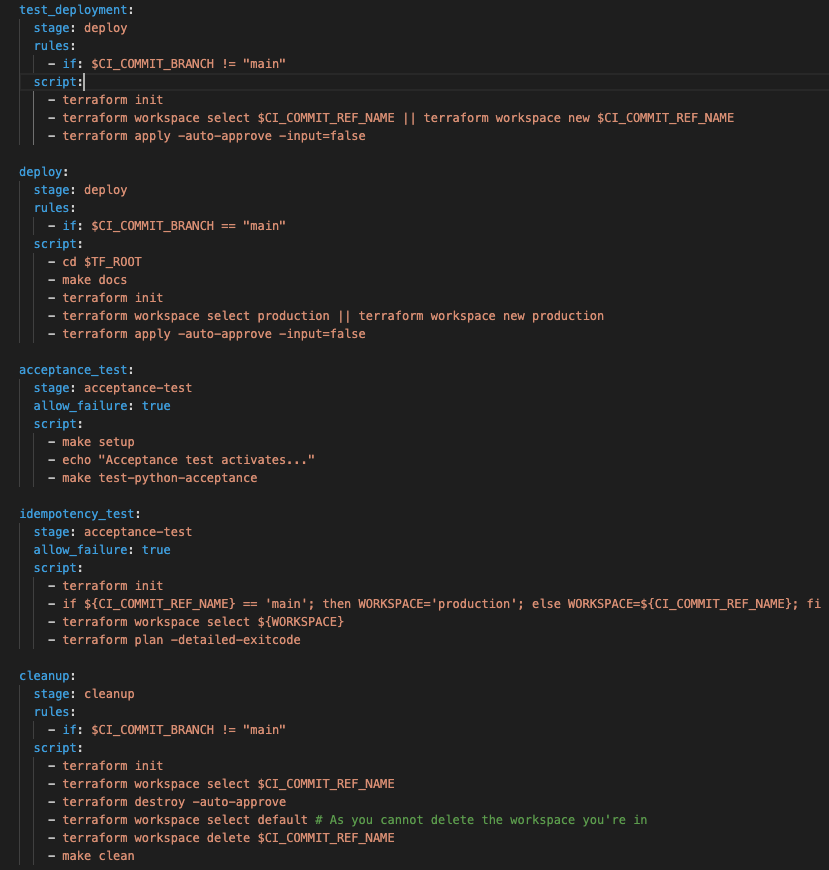 test_deployment:
  stage: deploy
  rules:
    - if: $CI_COMMIT_BRANCH != "main"
  script:
    - terraform init
    - terraform workspace select $CI_COMMIT_REF_NAME || terraform workspace new $CI_COMMIT_REF_NAME
    - terraform apply -auto-approve -input=false

deploy:
  stage: deploy
  rules:
    - if: $CI_COMMIT_BRANCH == "main"
  script:
    - cd $TF_ROOT
    - make docs
    - terraform init
    - terraform workspace select production || terraform workspace new production
    - terraform apply -auto-approve -input=false

acceptance_test:
  stage: acceptance-test
  allow_failure: true
  script:
    - make setup
    - echo "Acceptance test activates..."
    - make test-python-acceptance

idempotency_test:
  stage: acceptance-test
  allow_failure: true
  script:
    - terraform init
    - if ${CI_COMMIT_REF_NAME} == 'main'; then WORKSPACE='production'; else WORKSPACE=${CI_COMMIT_REF_NAME}; fi
    - terraform workspace select ${WORKSPACE}
    - terraform plan -detailed-exitcode

cleanup:
  stage: cleanup
  rules:
    - if: $CI_COMMIT_BRANCH != "main"
  script:
    - terraform init
    - terraform workspace select $CI_COMMIT_REF_NAME
    - terraform destroy -auto-approve
    - terraform workspace select default # As you cannot delete the workspace you're in
    - terraform workspace delete $CI_COMMIT_REF_NAME
    - make clean